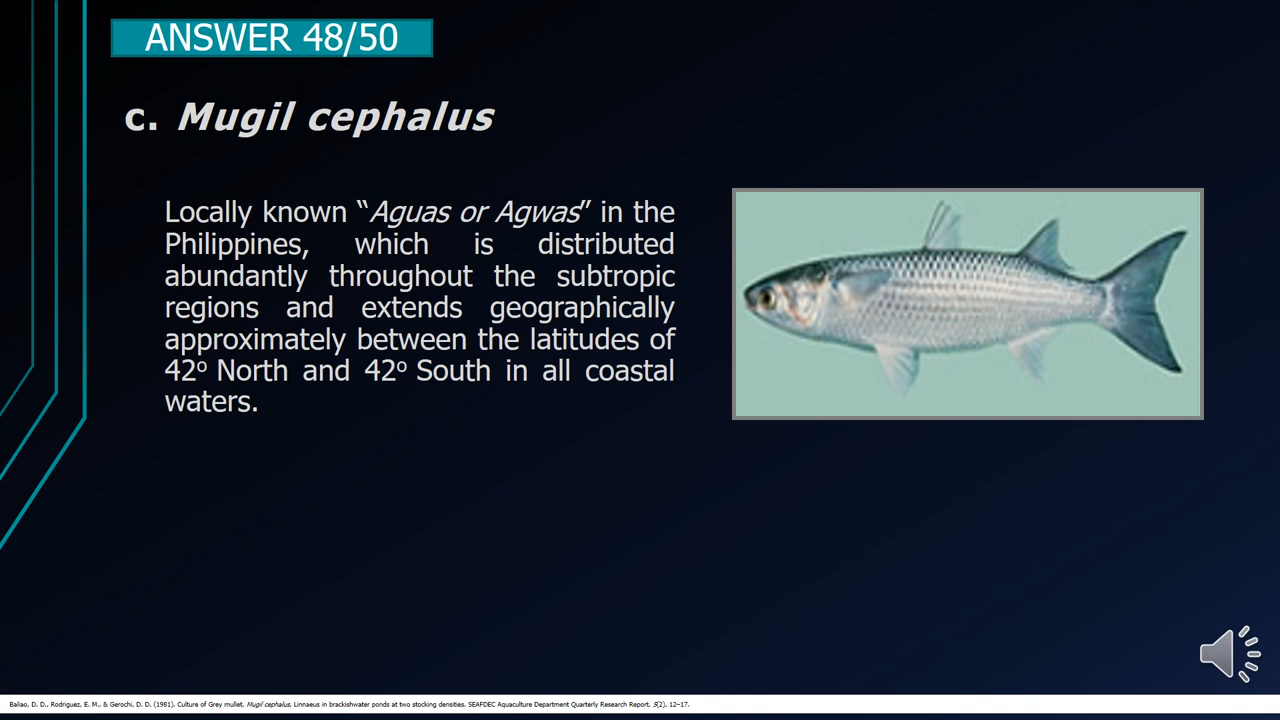 ANSWER 48/50
c. Mugil cephalus
Locally known “Aguas or Agwas” in the
Philippines, which is distributed
abundantly throughout the subtropic
regions and extends geographically
approximately between the latitudes of
42º North and 42º South in all coastal
waters.
Baliao, D. D., Rodriguez, E. M., & Gerochi, D. D. (1981). Culture of Grey mullet, Mugil cephalus, Linnaeus in brackishwater ponds at two stocking densities. SEAFDEC Aquaculture Department Quarterly Research Report, 5(2), 12–17.